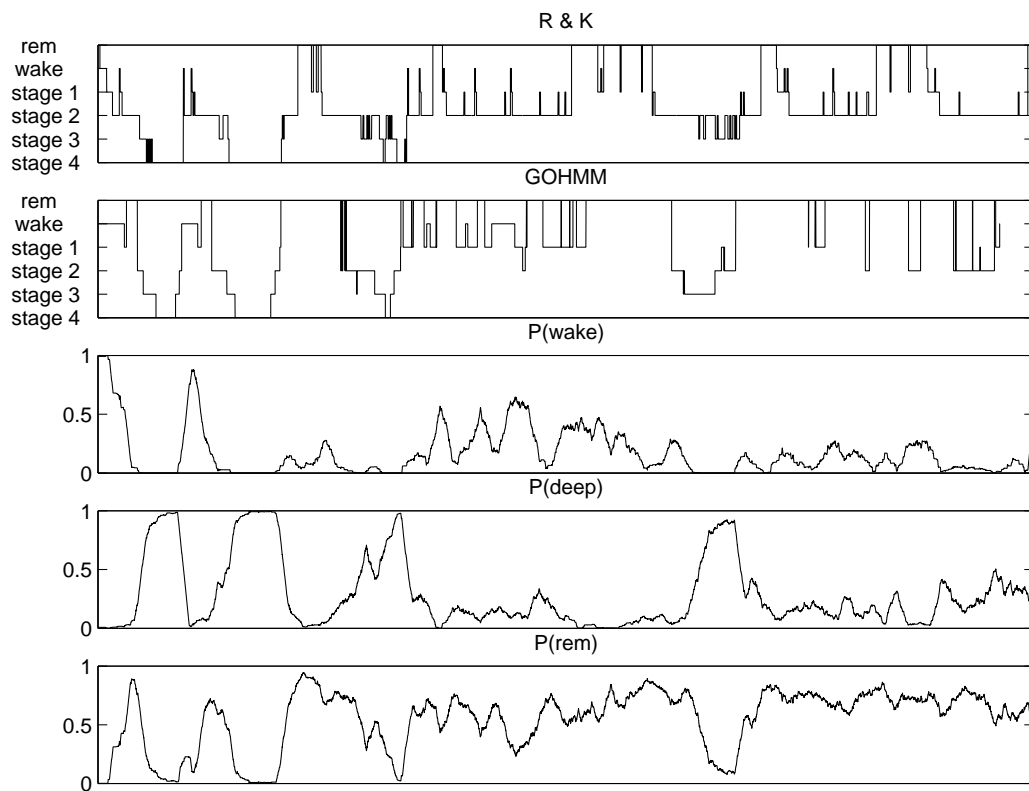 R & K
rem
wake
stage 1
stage 2
stage 3
stage 4
GOHMM
rem
wake
stage 1
stage 2
stage 3
stage 4
P(wake)
1
0.5
0
P(deep)
1
0.5
0
P(rem)
1
0.5
0